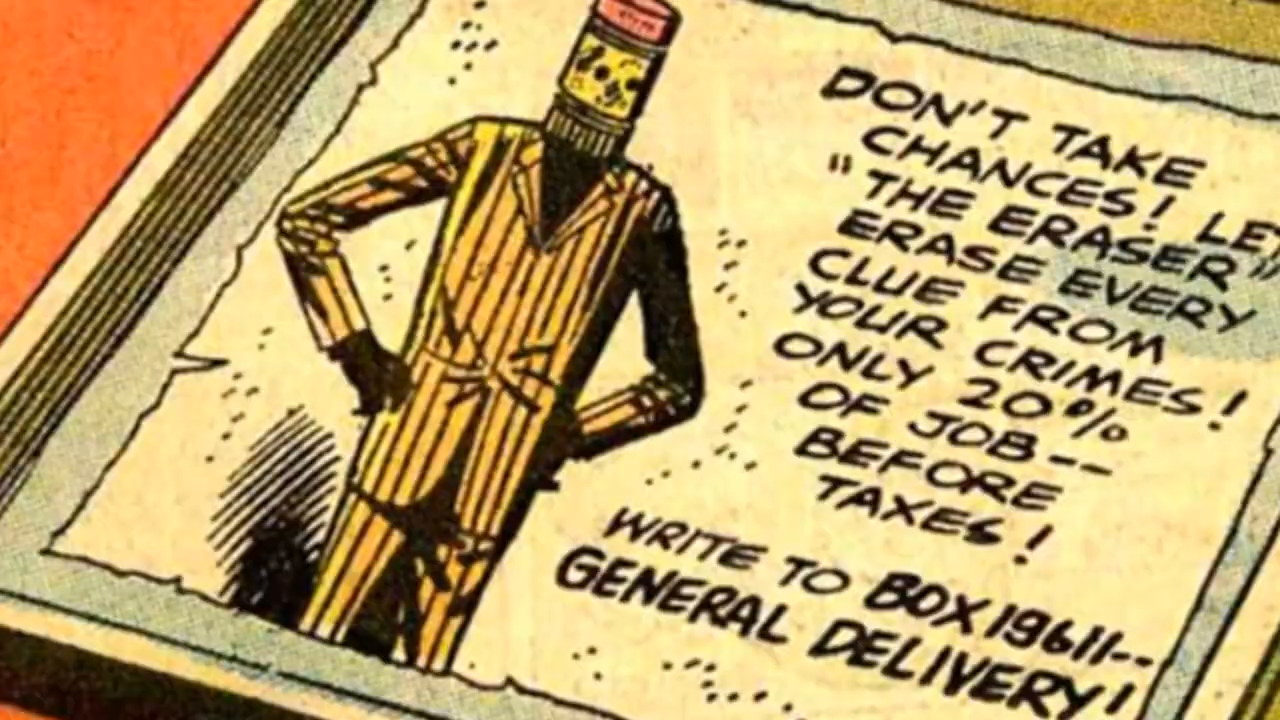 DON'T TAKE
CHANCES! LET
"THE ERASER"
ERASE EVERY
CLUE FROM
YOUR CRIMES!
ONLY 20%
OF JOB--
BEFORE
TAXES!
WRITE TO BOX 19611--
GENERAL DELIVERY!